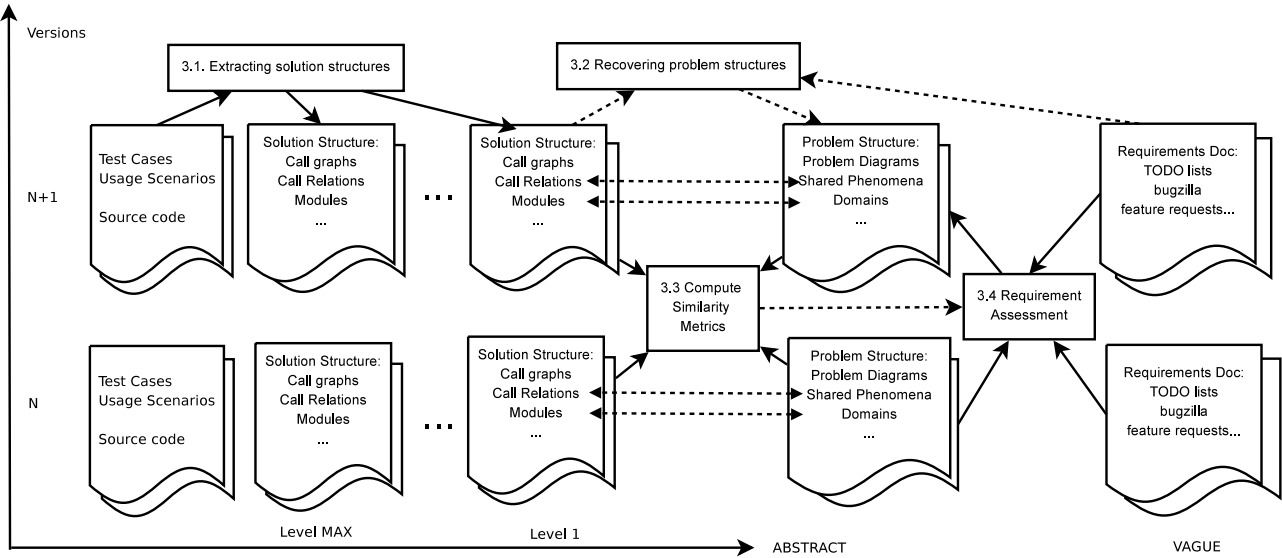 Versions
3.1. Extracting solution structures
3.2 Recovering problem structures
N+1
Test Cases
Usage Scenarios
Source code
Solution Structure:
Call graphs
Call Relations
Modules
...
...
Solution Structure:
Call graphs
Call Relations
Modules
...
Problem Structure:
Problem Diagrams
Shared Phenomena
Domains
...
Requirements Doc:
TODO lists
bugzilla
feature requests...
3.3 Compute
Similarity
Metrics
3.4 Requirement
Assessment
N
Test Cases
Usage Scenarios
Source code
Solution Structure:
Call graphs
Call Relations
Modules
...
...
Solution Structure:
Call graphs
Call Relations
Modules
...
Problem Structure:
Problem Diagrams
Shared Phenomena
Domains
...
Requirements Doc:
TODO lists
bugzilla
feature requests...
Level MAX
Level 1
ABSTRACT
VAGUE